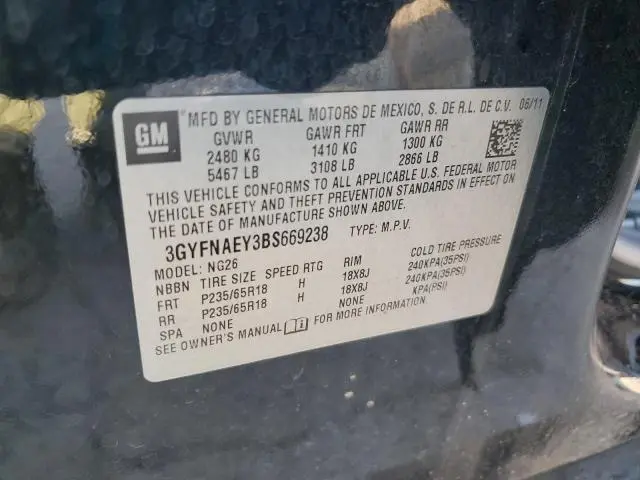 GM
MFD BY GENERAL MOTORS DE MEXICO, S. DE R.L. DE C.V. 06/11
GVWR GAWR FRT GAWR RR
2480 KG 1410 KG 1300 KG
5467 LB 3108 LB 2866 LB
THIS VEHICLE CONFORMS TO ALL APPLICABLE U.S. FEDERAL MOTOR
VEHICLE SAFETY AND THEFT PREVENTION STANDARDS IN EFFECT ON
THE DATE OF MANUFACTURE SHOWN ABOVE.
3GYFNAEY3BS669238 TYPE: M.P.V.
MODEL: NG26
NBBN TIRE SIZE SPEED RTG RIM COLD TIRE PRESSURE
FRT P235/65R18 H 18X8J 240KPA(35PSI)
RR P235/65R18 H 18X8J 240KPA(35PSI)
SPA NONE NONE KPA(PSI)
SEE OWNER'S MANUAL FOR MORE INFORMATION.